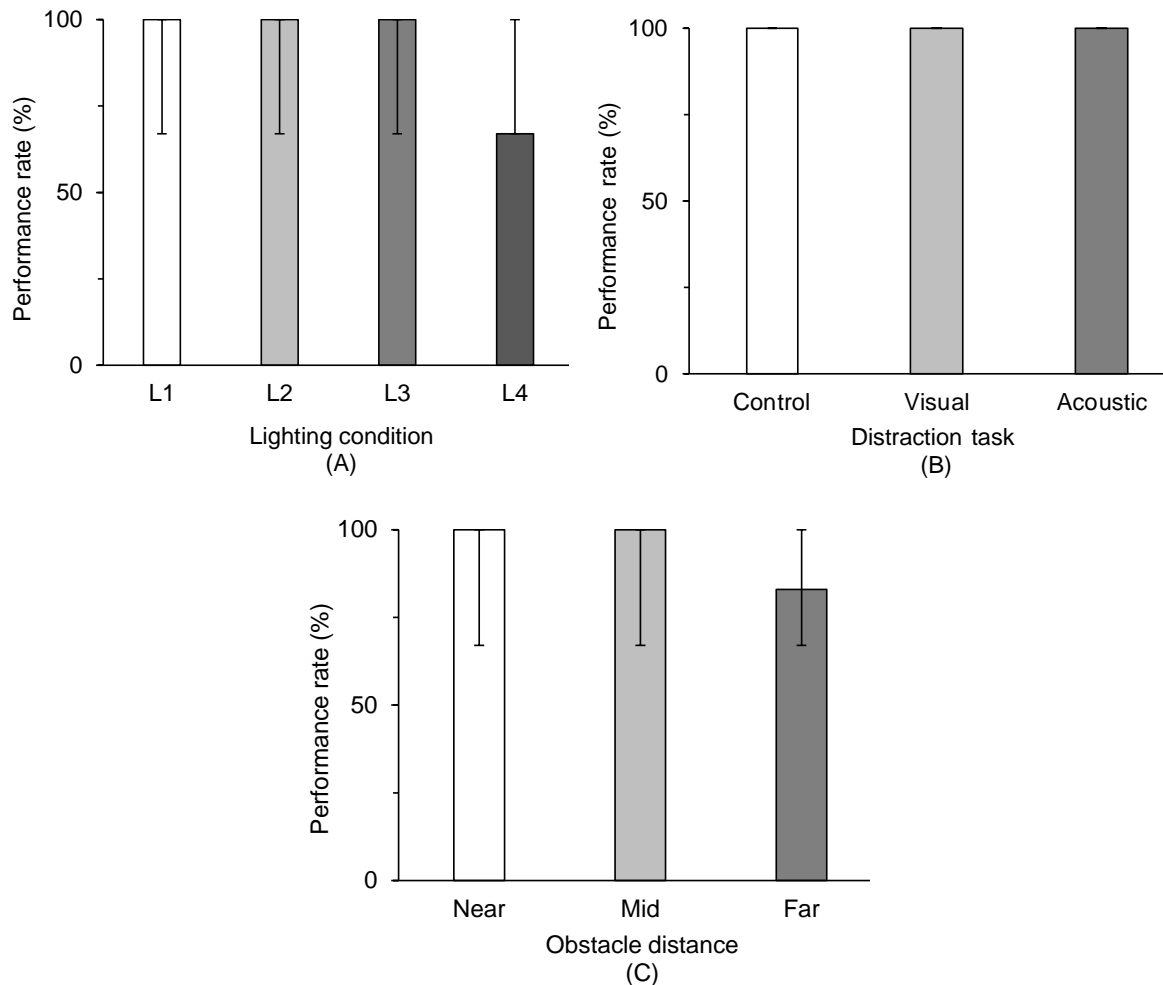 Performance rate (%)
100
50
0
L1 L2 L3 L4
Lighting condition
(A)
Performance rate (%)
100
50
0
Control Visual Acoustic
Distraction task
(B)
Performance rate (%)
100
50
0
Near Mid Far
Obstacle distance
(C)